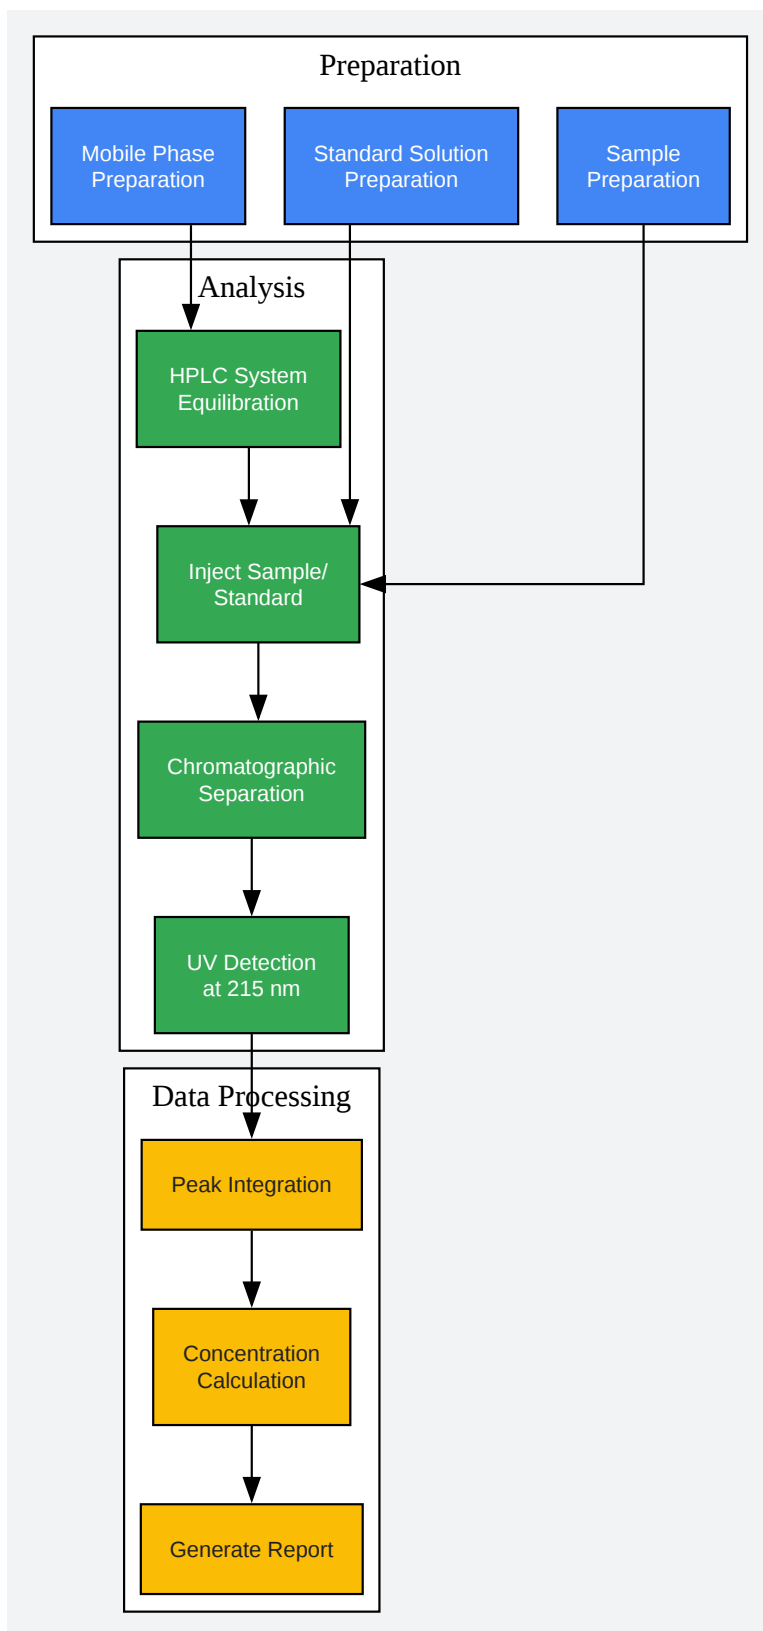 Preparation
Mobile Phase
Preparation
Standard Solution
Preparation
Sample
Preparation
Analysis
HPLC System
Equilibration
Inject Sample/
Standard
Chromatographic
Separation
UV Detection
at 215 nm
Data Processing
Peak Integration
Concentration
Calculation
Generate Report